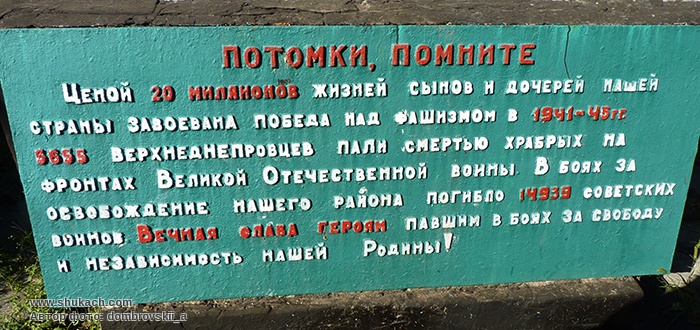 ПОТОМКИ, ПОМНИТЕ
Ценой 20 миляонов жизней сынов и дочерей нашей
страны завоевана победа над фашизмом в 1941-45гг.
5655 верхнеднепровцев пали смертью храбрых на
фронтах Великой Отечественной войны. В боях за
освобождение нашего района погибло 14939 советских
воинов. Вечная слава героям павшим в боях за свободу
и независимость нашей Родины!
www.shukach.com
Автор фото: dombrovskii_a